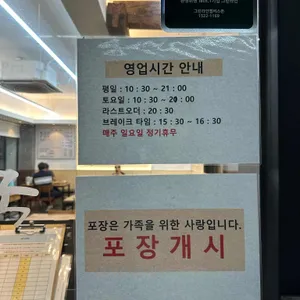 1522-1159
영업시간 안내
평일 : 10 : 30 ~ 21 : 00
토요일 : 10 : 30 ~ 20 : 00
라스트오더 : 20 : 30
브레이크 타임 : 15 : 30 ~ 16 : 30
매주 일요일 정기휴무
포장은 가족을 위한 사랑입니다.
포장개시